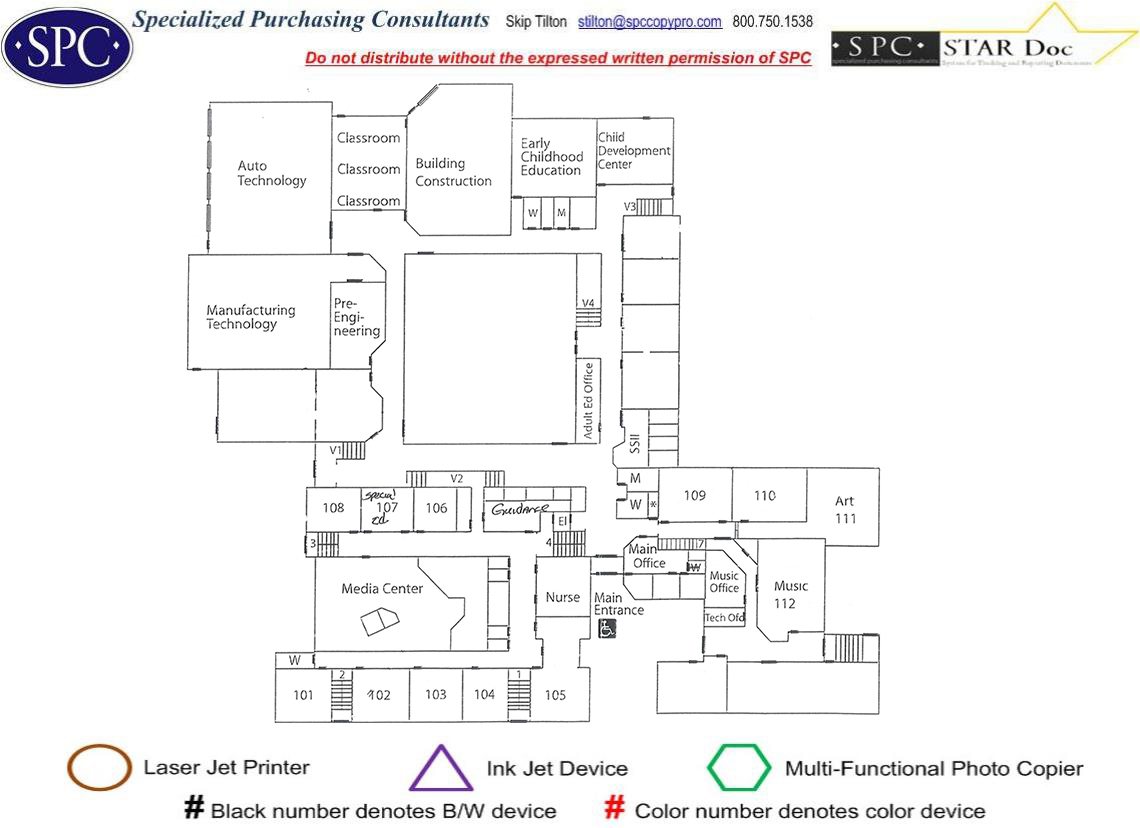 SPC
Specialized Purchasing Consultants Skip Tilton stilton@spccopypro.com 800.750.1538
Do not distribute without the expressed written permission of SPC
• S P C • STAR Doc
specialized purchasing consultants System for Tracking and Reporting Documents
Classroom
Classroom
Classroom
Auto
Technology
Building
Construction
Early
Childhood
Education
Child
Development
Center
W M
V3
Manufacturing
Technology
Pre-
Engi-
neering
V4
Adult Ed Office
SSII
V1
V2
M
W *
109
110
Art
111
108
special
107
ed
106
Guidance
El
3
4
Main
Office
7
W
Music
Office
Music
112
Tech Ofd
Media Center
Nurse
Main
Entrance
W
101
2
102
103
104
1
105
Laser Jet Printer
Ink Jet Device
Multi-Functional Photo Copier
# Black number denotes B/W device
# Color number denotes color device